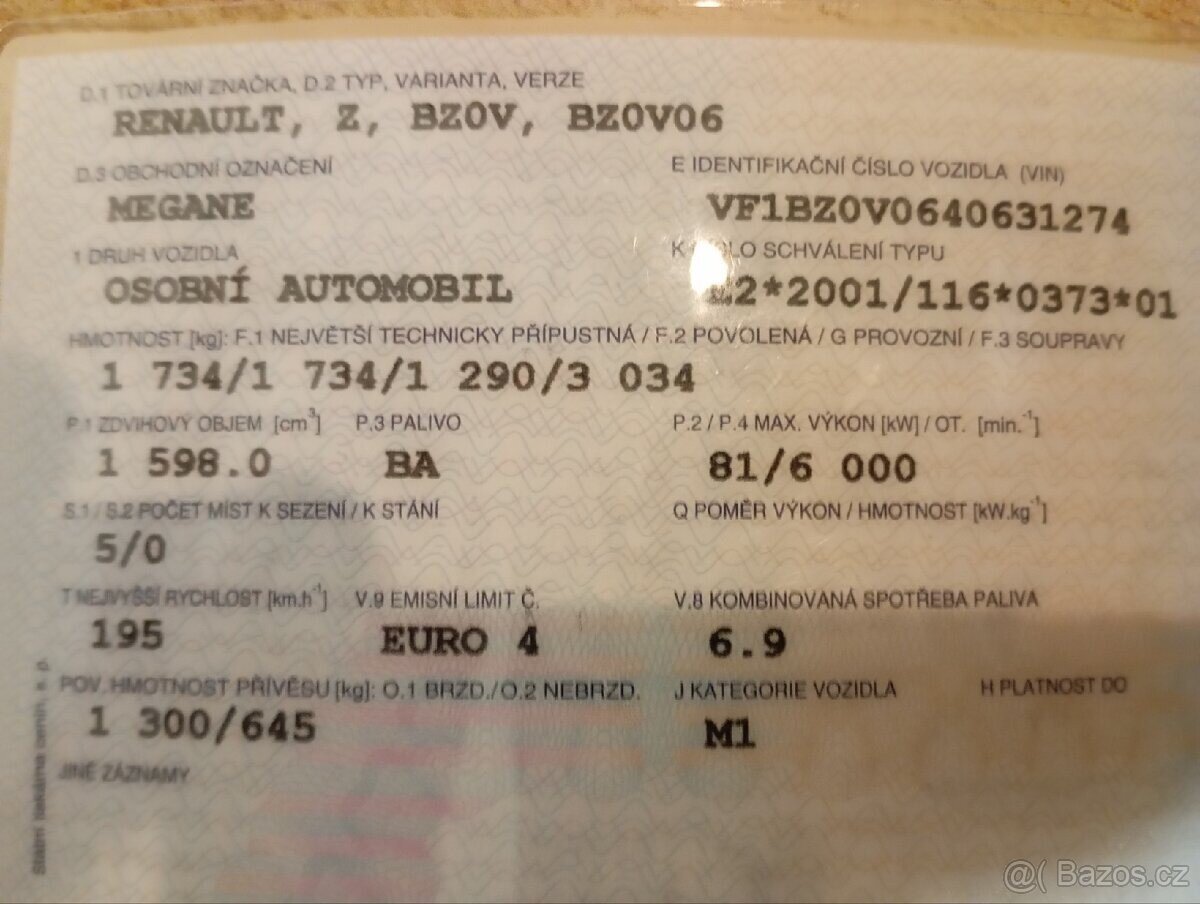 D.1 TOVÁRNÍ ZNAČKA, D.2 TYP, VARIANTA, VERZE
RENAULT, Z, BZ0V, BZ0V06
D.3 OBCHODNÍ OZNAČENÍ
MEGANE
E IDENTIFIKAČNÍ ČÍSLO VOZIDLA (VIN)
VF1BZ0V0640631274
1 DRUH VOZIDLA
OSOBNÍ AUTOMOBIL
K SCHVÁLENÍ TYPU
2*2001/116*0373*01
HMOTNOST [kg]: F.1 NEJVĚTŠÍ TECHNICKY PŘÍPUSTNÁ / F.2 POVOLENÁ / G PROVOZNÍ / F.3 SOUPRAVY
1 734/1 734/1 290/3 034
P.1 ZDVIHOVÝ OBJEM [cm³]
1 598.0
P.3 PALIVO
BA
P.2 / P.4 MAX. VÝKON [kW] / OT. [min.⁻¹]
81/6 000
S.1 / S.2 POČET MÍST K SEZENÍ / K STÁNÍ
5/0
Q POMĚR VÝKON / HMOTNOST [kW.kg⁻¹]
T NEJVYŠŠÍ RYCHLOST [km.h⁻¹]
195
V.9 EMISNÍ LIMIT Č.
EURO 4
V.8 KOMBINOVANÁ SPOTŘEBA PALIVA
6.9
POV. HMOTNOST PŘÍVĚSU [kg]: O.1 BRZD./O.2 NEBRZD.
1 300/645
J KATEGORIE VOZIDLA
M1
H PLATNOST DO
JINÉ ZÁZNAMY
Státní tiskárna cenin, s. p.
@( Bazos.cz